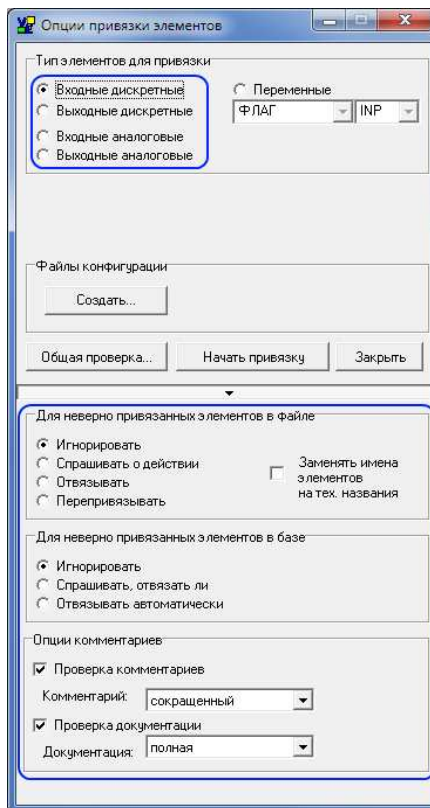 Опции привязки элементов
Тип элементов для привязки
Входные дискретные
Переменные
Выходные дискретные
ФЛАГ
INP
Входные аналоговые
Выходные аналоговые
Файлы конфигурации
Создать...
Общая проверка...
Начать привязку
Закрыть
Для неверно привязанных элементов в файле
Игнорировать
Спрашивать о действии
Отвязывать
Перепривязывать
Заменять имена
элементов
на тех. названия
Для неверно привязанных элементов в базе
Игнорировать
Спрашивать, отвязать ли
Отвязывать автоматически
Опции комментариев
Проверка комментариев
Комментарий: сокращенный
Проверка документации
Документация: полная